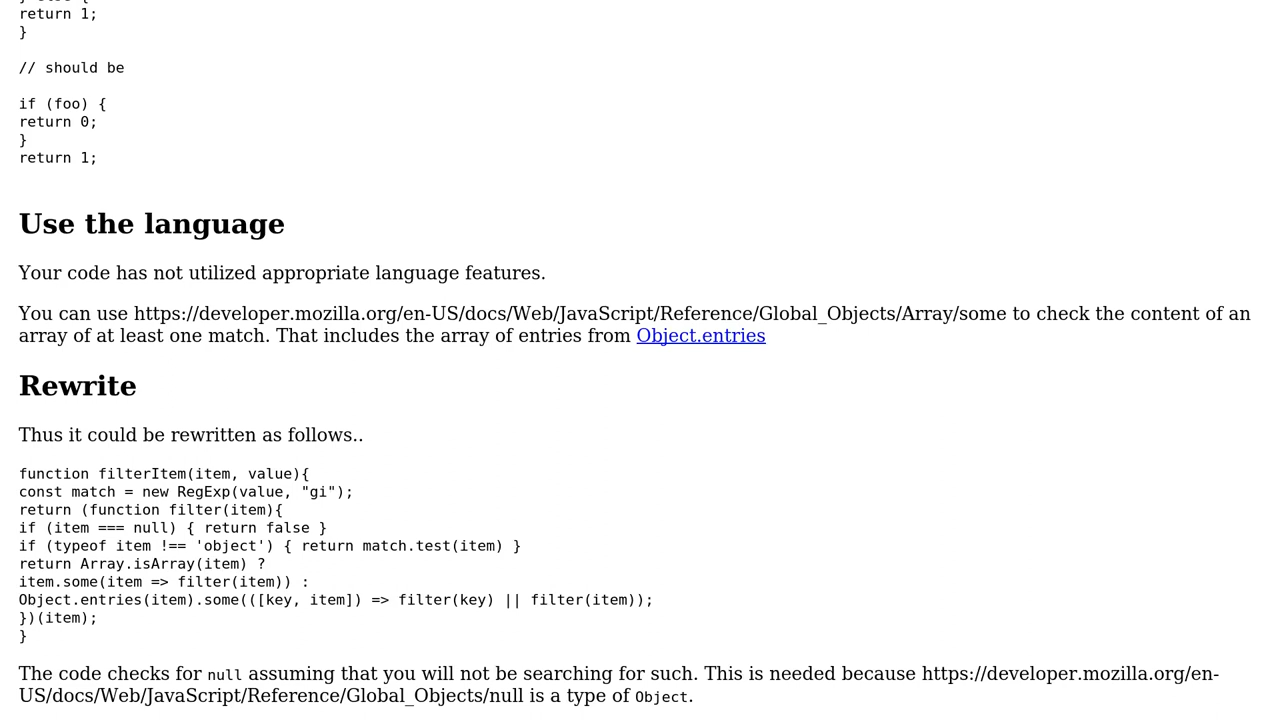 return 1;
}
// should be
if (foo) {
return 0;
}
return 1;
Use the language
Your code has not utilized appropriate language features.
You can use https://developer.mozilla.org/en-US/docs/Web/JavaScript/Reference/Global_Objects/Array/some to check the content of an
array of at least one match. That includes the array of entries from Object.entries
Rewrite
Thus it could be rewritten as follows..
function filterItem(item, value){
const match = new RegExp(value, "gi");
return (function filter(item){
if (item === null) { return false }
if (typeof item !== 'object') { return match.test(item) }
return Array.isArray(item) ?
item.some(item => filter(item)) :
Object.entries(item).some(([key, item]) => filter(key) || filter(item));
})(item);
}
The code checks for null assuming that you will not be searching for such. This is needed because https://developer.mozilla.org/en-
US/docs/Web/JavaScript/Reference/Global_Objects/null is a type of Object.